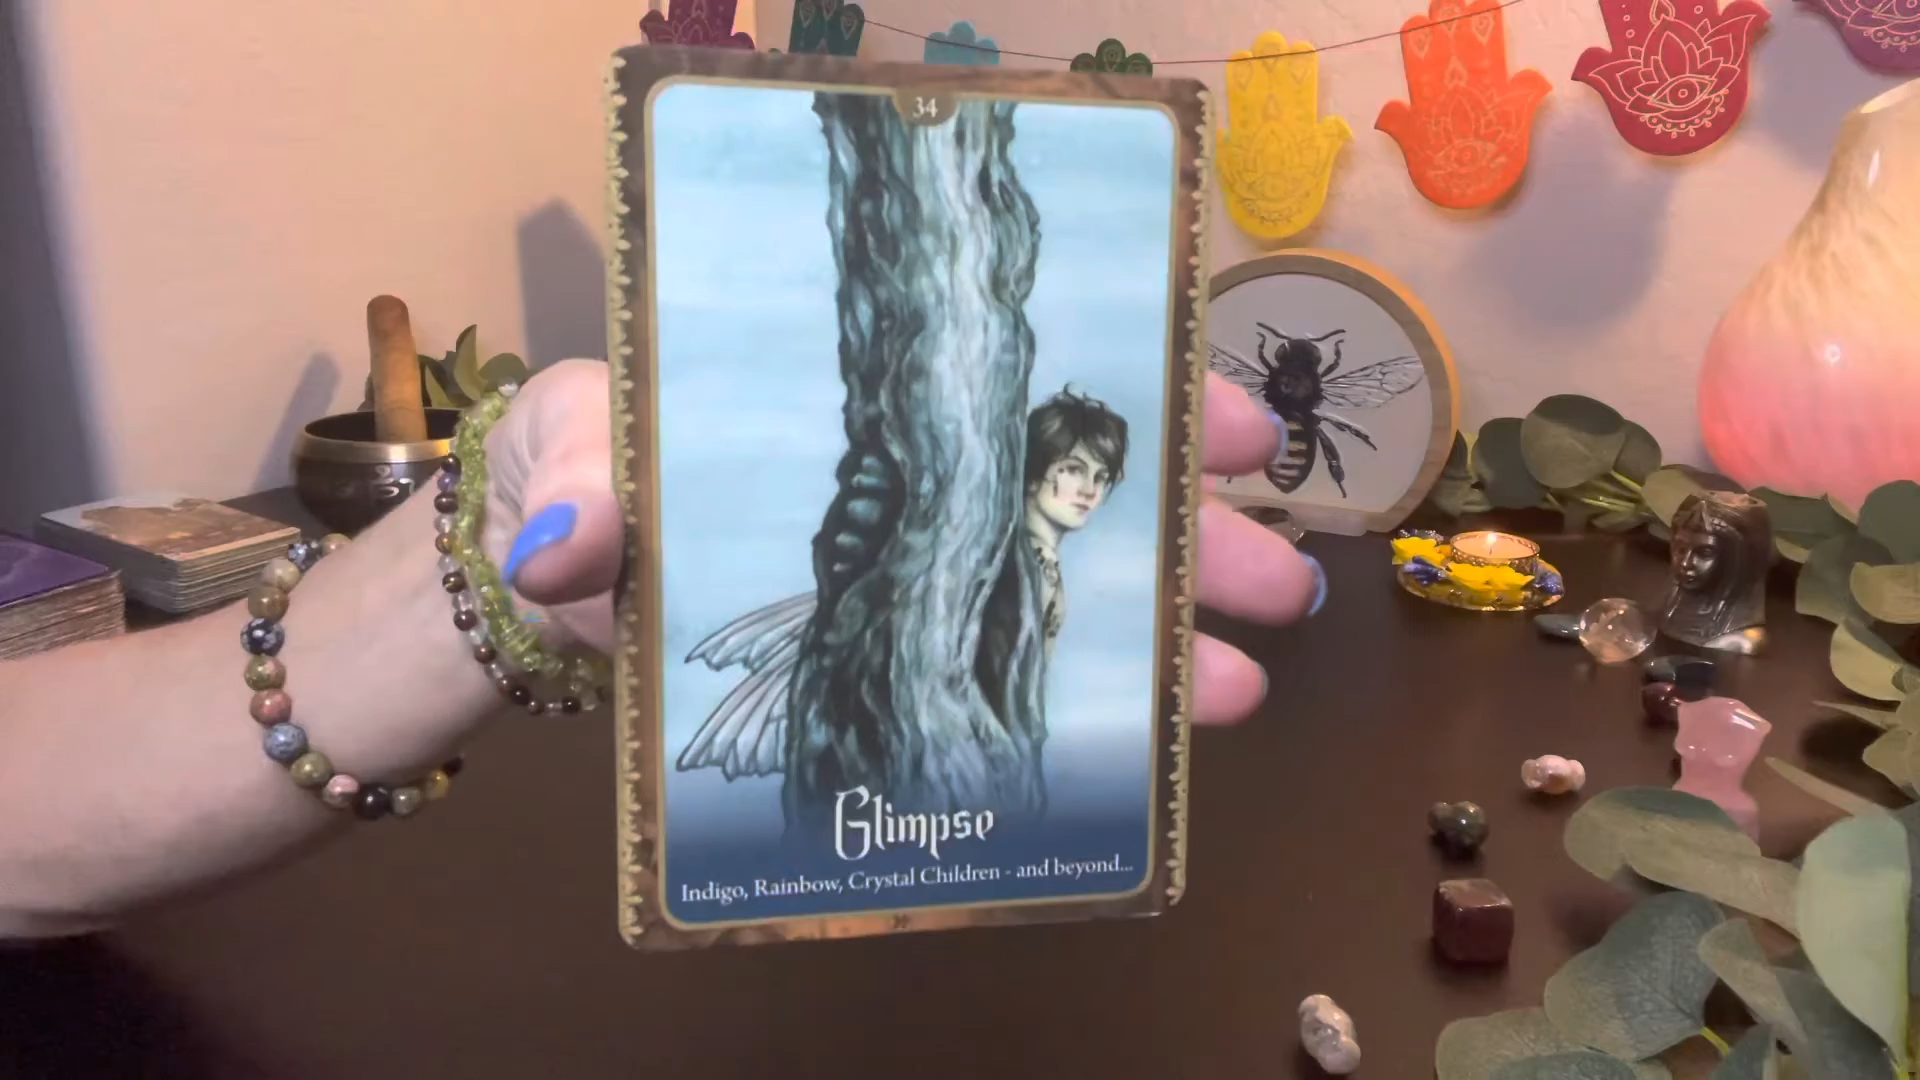 34
Glimpse
Indigo, Rainbow, Crystal Children - and beyond...